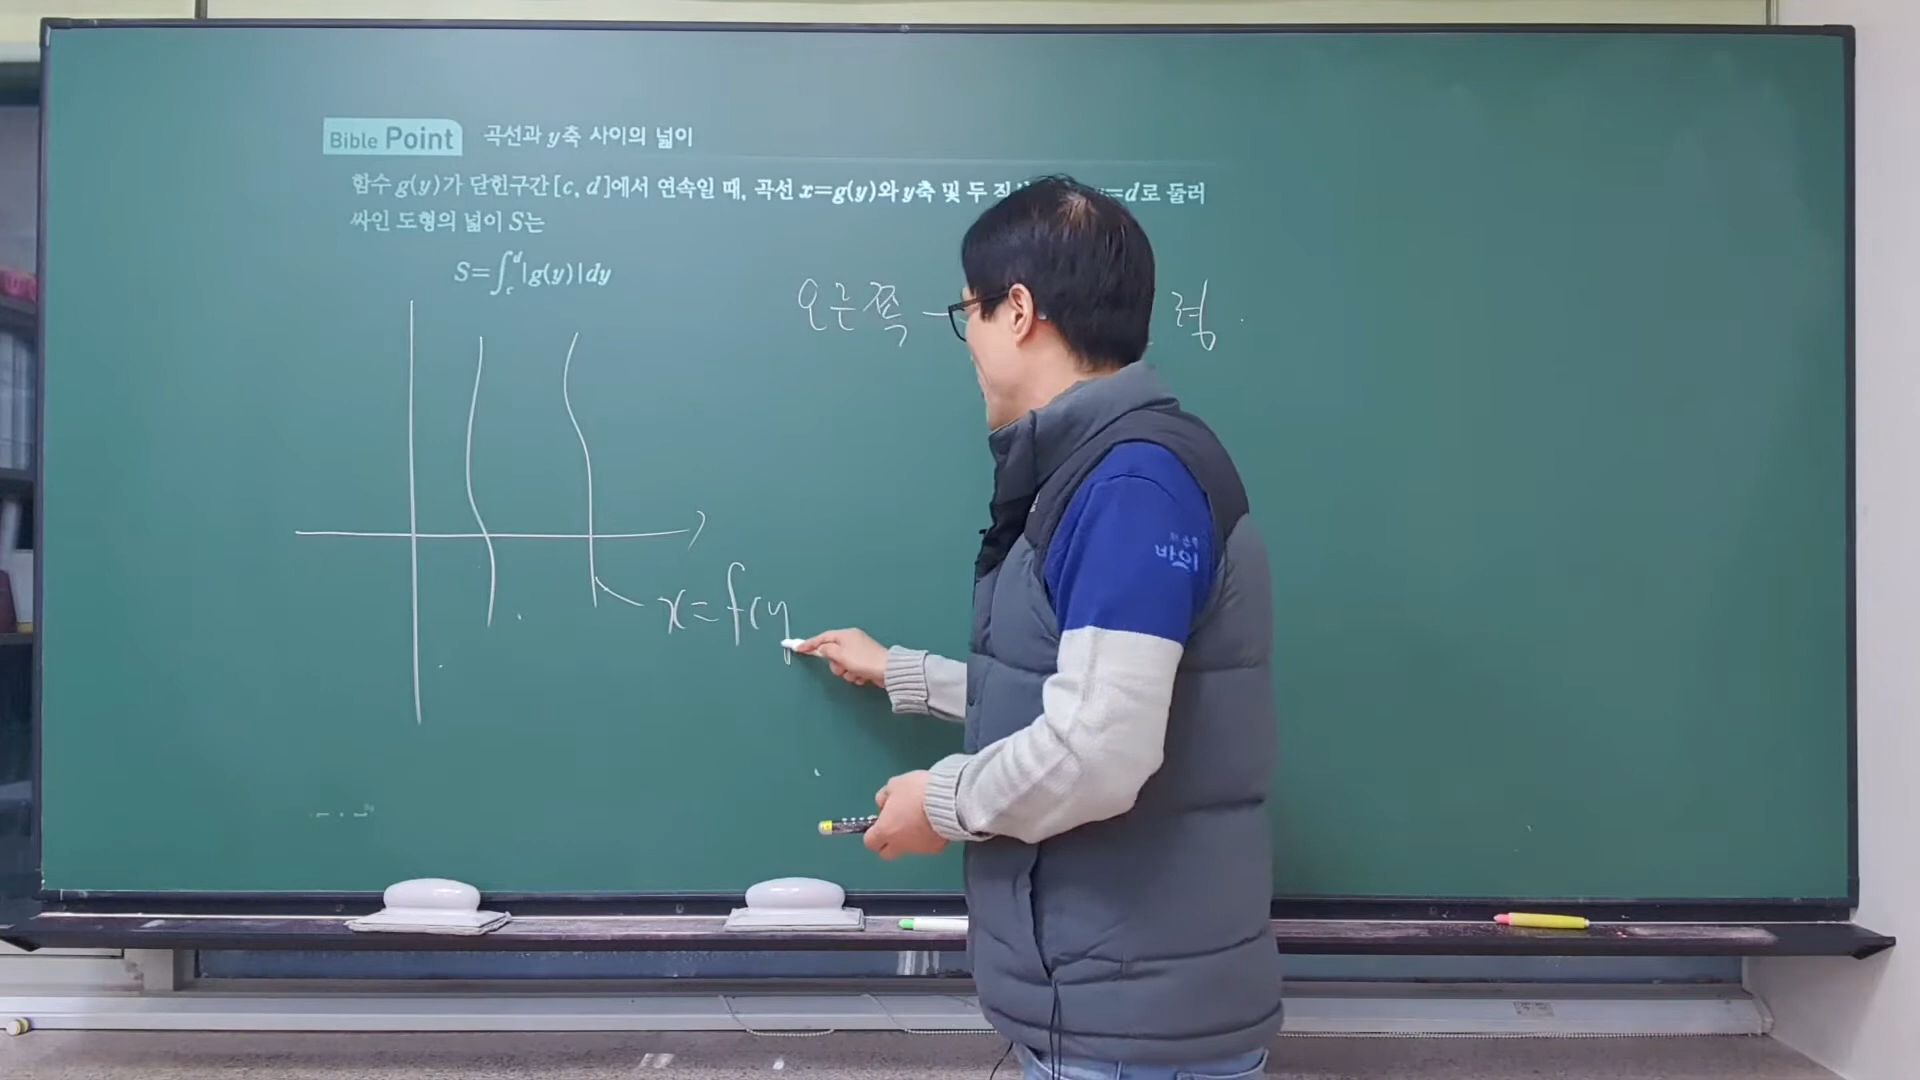 Bible Point 곡선과 y축 사이의 넓이
함수 g(y)가 닫힌구간 [c, d]에서 연속일 때, 곡선 x=g(y)와 y축 및 두 =d로 둘러
싸인 도형의 넓이 S는
S=∫_c^d |g(y)|dy
오른쪽 -
x=f(y
바이